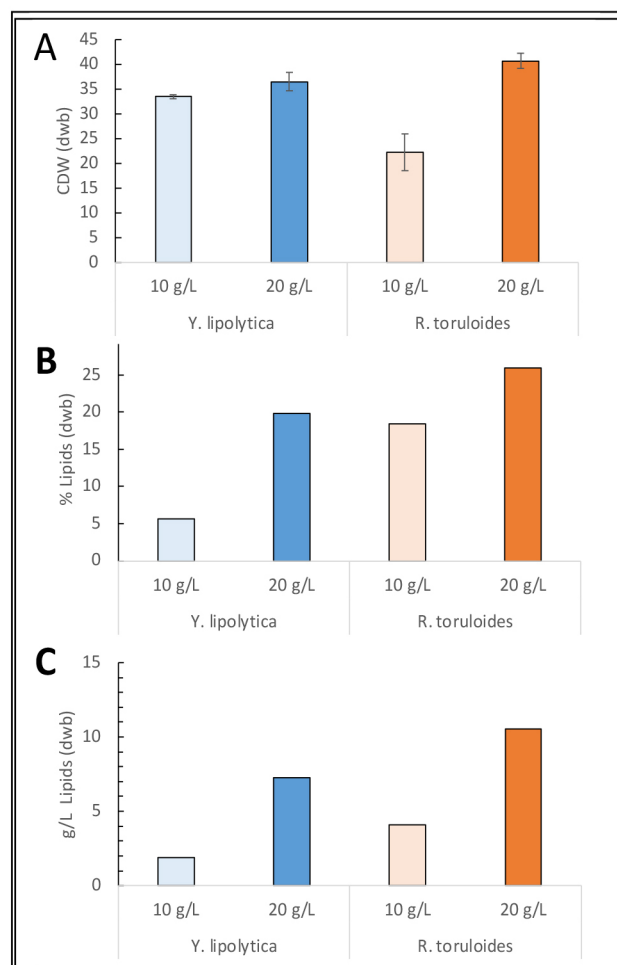 A
45
40
35
30
25
20
15
10
5
0
CDW (dwb)
10 g/L 20 g/L 10 g/L 20 g/L
Y. lipolytica R. toruloides
B
25
20
15
10
5
0
% Lipids (dwb)
10 g/L 20 g/L 10 g/L 20 g/L
Y. lipolytica R. toruloides
C
15
10
5
0
g/L Lipids (dwb)
10 g/L 20 g/L 10 g/L 20 g/L
Y. lipolytica R. toruloides